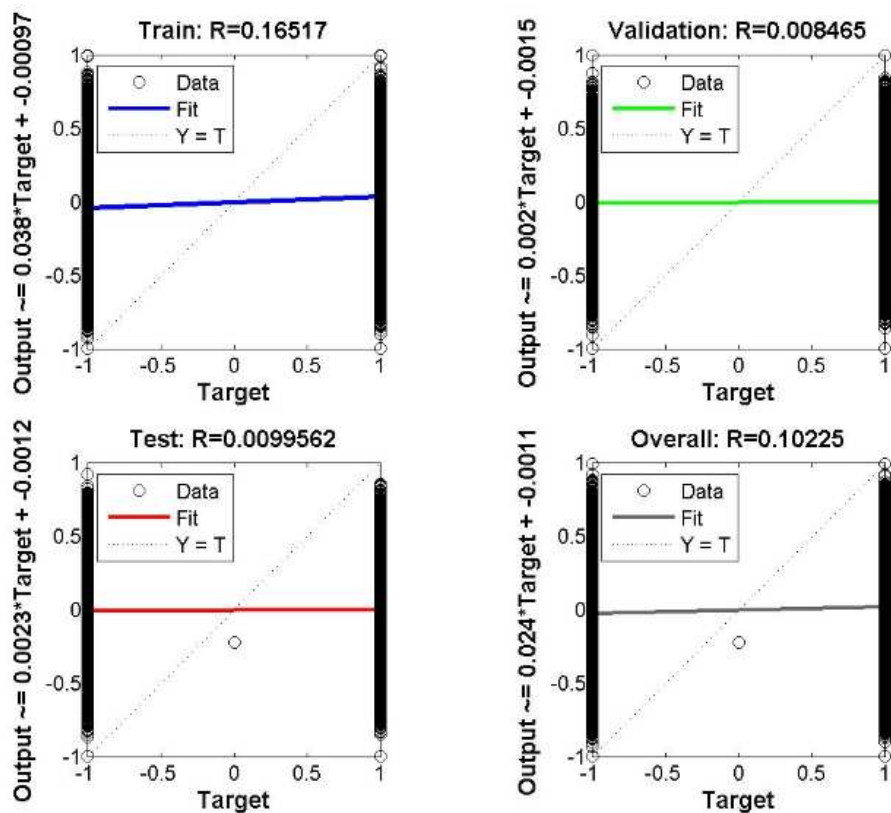 Train: R=0.16517
Output ~= 0.038*Target + -0.00097
1
0.5
0
-0.5
-1
Data
Fit
Y = T
-1 -0.5 0 0.5 1
Target
Validation: R=0.008465
Output ~= 0.002*Target + -0.0015
1
0.5
0
-0.5
-1
Data
Fit
Y = T
-1 -0.5 0 0.5 1
Target
Test: R=0.0099562
Output ~= 0.0023*Target + -0.0012
1
0.5
0
-0.5
-1
Data
Fit
Y = T
-1 -0.5 0 0.5 1
Target
Overall: R=0.10225
Output ~= 0.024*Target + -0.0011
1
0.5
0
-0.5
-1
Data
Fit
Y = T
-1 -0.5 0 0.5 1
Target